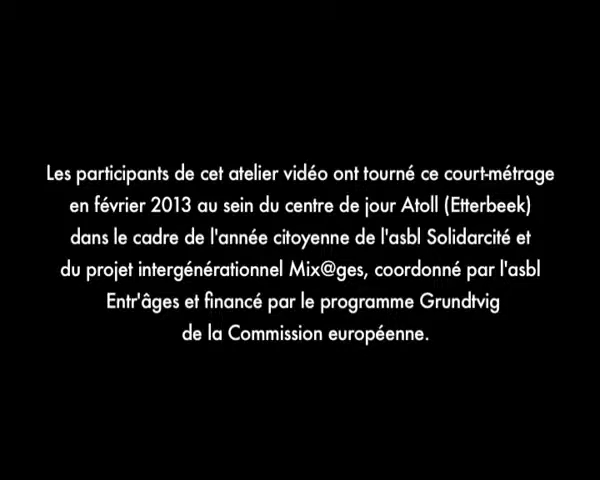 Les participants de cet atelier vidéo ont tourné ce court-métrage
en février 2013 au sein du centre de jour Atoll (Etterbeek)
dans le cadre de l'année citoyenne de l'asbl Solidarcité et
du projet intergénérationnel Mix@ges, coordonné par l'asbl
Entr'âges et financé par le programme Grundtvig
de la Commission européenne.